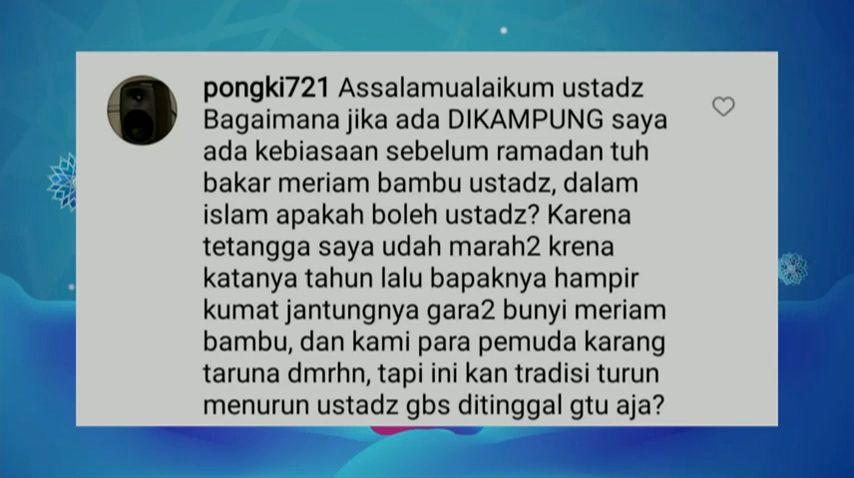 pongki721 Assalamualaikum ustadz
Bagaimana jika ada DIKAMPUNG saya
ada kebiasaan sebelum ramadan tuh
bakar meriam bambu ustadz, dalam
islam apakah boleh ustadz? Karena
tetangga saya udah marah2 krena
katanya tahun lalu bapaknya hampir
kumat jantungnya gara2 bunyi meriam
bambu, dan kami para pemuda karang
taruna dmrhn, tapi ini kan tradisi turun
menurun ustadz gbs ditinggal gtu aja?